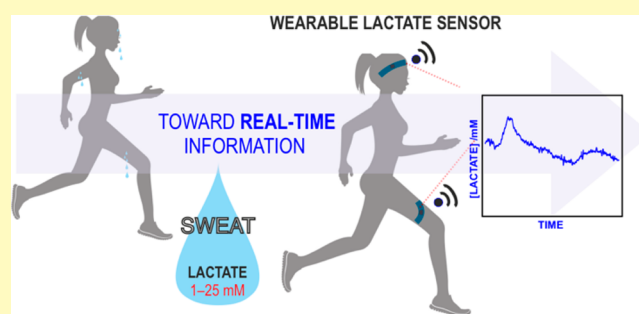 WEARABLE LACTATE SENSOR
TOWARD REAL-TIME
INFORMATION
SWEAT
LACTATE
1–25 mM
[LACTATE] /mM
TIME